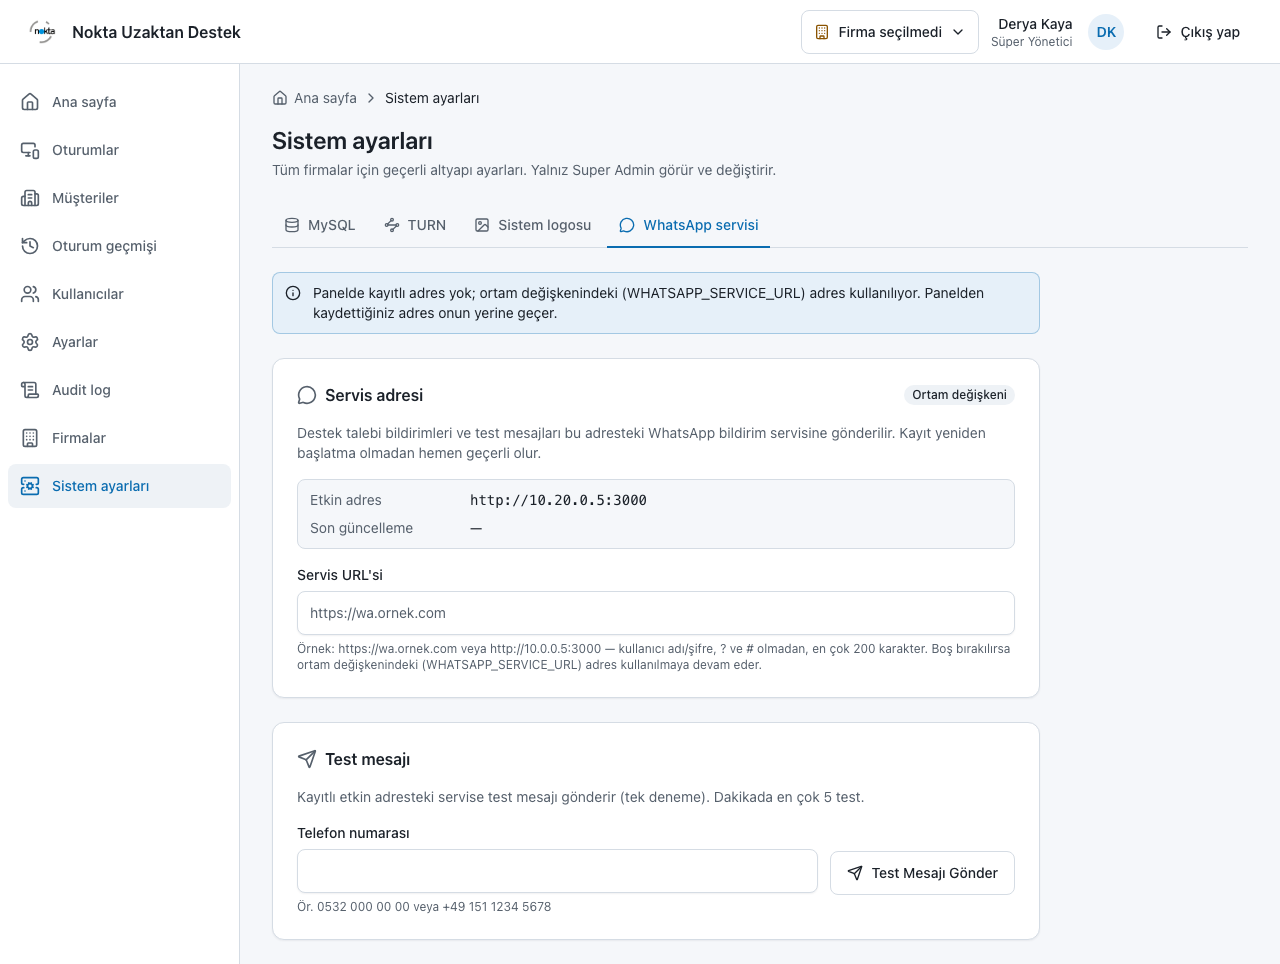 nokta
Nokta Uzaktan Destek
Firma seçilmedi
Derya Kaya
Süper Yönetici
DK
Çıkış yap
Ana sayfa
Oturumlar
Müşteriler
Oturum geçmişi
Kullanıcılar
Ayarlar
Audit log
Firmalar
Sistem ayarları
Ana sayfa
Sistem ayarları
Sistem ayarları
Tüm firmalar için geçerli altyapı ayarları. Yalnız Super Admin görür ve değiştirir.
MySQL
TURN
Sistem logosu
WhatsApp servisi
Panelde kayıtlı adres yok; ortam değişkenindeki (WHATSAPP_SERVICE_URL) adres kullanılıyor. Panelden
kaydettiğiniz adres onun yerine geçer.
Servis adresi
Ortam değişkeni
Destek talebi bildirimleri ve test mesajları bu adresteki WhatsApp bildirim servisine gönderilir. Kayıt yeniden
başlatma olmadan hemen geçerli olur.
Etkin adres http://10.20.0.5:3000
Son güncelleme —
Servis URL'si
https://wa.ornek.com
Örnek: https://wa.ornek.com veya http://10.0.0.5:3000 — kullanıcı adı/şifre, ? ve # olmadan, en çok 200 karakter. Boş bırakılırsa
ortam değişkenindeki (WHATSAPP_SERVICE_URL) adres kullanılmaya devam eder.
Test mesajı
Kayıtlı etkin adresteki servise test mesajı gönderir (tek deneme). Dakikada en çok 5 test.
Telefon numarası
Test Mesajı Gönder
Ör. 0532 000 00 00 veya +49 151 1234 5678